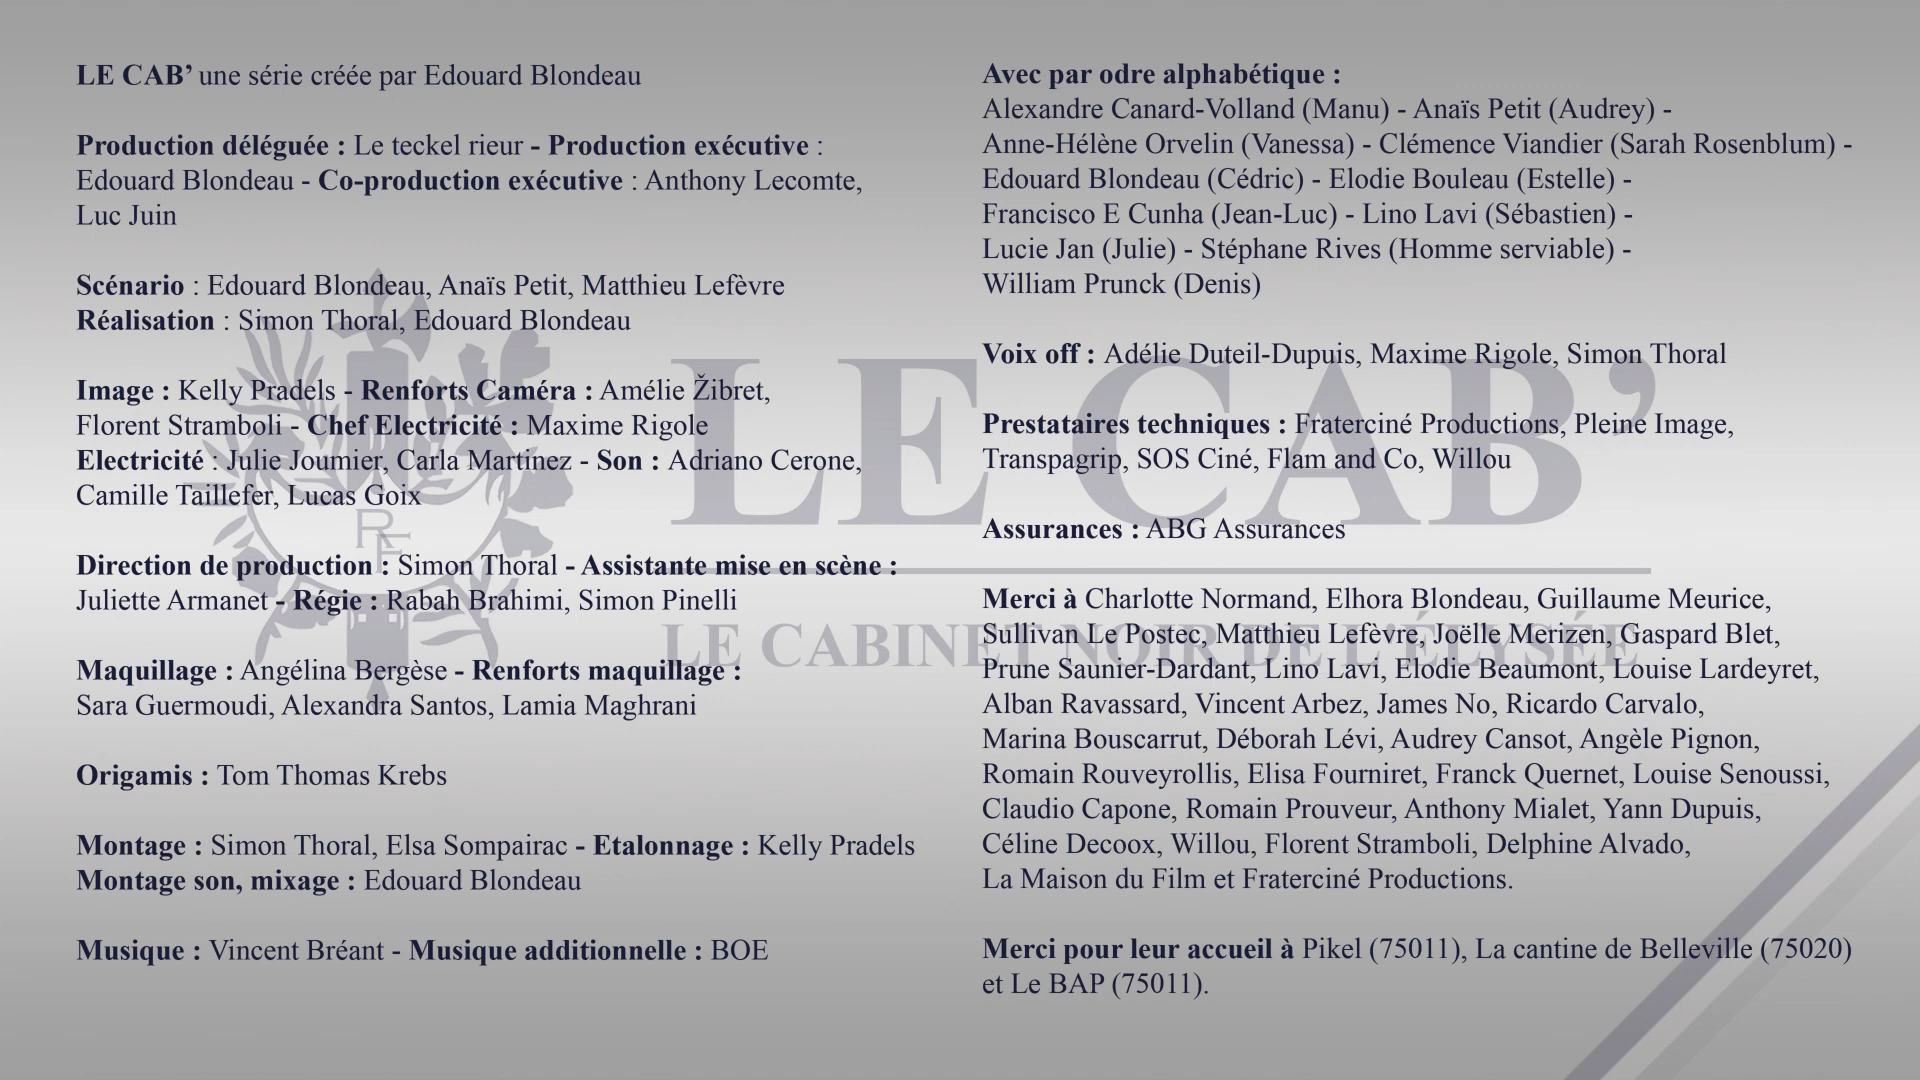 LE CAB’ une série créée par Edouard Blondeau
Production déléguée : Le teckel rieur - Production exécutive :
Edouard Blondeau - Co-production exécutive : Anthony Lecomte,
Luc Juin
Scénario : Edouard Blondeau, Anaïs Petit, Matthieu Lefèvre
Réalisation : Simon Thoral, Edouard Blondeau
Image : Kelly Pradels - Renforts Caméra : Amélie Žibret,
Florent Stramboli - Chef Electricité : Maxime Rigole
Electricité : Julie Joumier, Carla Martinez - Son : Adriano Cerone,
Camille Taillefer, Lucas Goix
Direction de production : Simon Thoral - Assistante mise en scène :
Juliette Armanet - Régie : Rabah Brahimi, Simon Pinelli
Maquillage : Angélina Bergèse - Renforts maquillage :
Sara Guermoudi, Alexandra Santos, Lamia Maghrani
Origamis : Tom Thomas Krebs
Montage : Simon Thoral, Elsa Sompairac - Etalonnage : Kelly Pradels
Montage son, mixage : Edouard Blondeau
Musique : Vincent Bréant - Musique additionnelle : BOE
Avec par odre alphabétique :
Alexandre Canard-Volland (Manu) - Anaïs Petit (Audrey) -
Anne-Hélène Orvelin (Vanessa) - Clémence Viandier (Sarah Rosenblum) -
Edouard Blondeau (Cédric) - Elodie Bouleau (Estelle) -
Francisco E Cunha (Jean-Luc) - Lino Lavi (Sébastien) -
Lucie Jan (Julie) - Stéphane Rives (Homme serviable) -
William Prunck (Denis)
Voix off : Adélie Duteil-Dupuis, Maxime Rigole, Simon Thoral
Prestataires techniques : Fraterciné Productions, Pleine Image,
Transpagrip, SOS Ciné, Flam and Co, Willou
Assurances : ABG Assurances
Merci à Charlotte Normand, Elhora Blondeau, Guillaume Meurice,
Sullivan Le Postec, Matthieu Lefèvre, Joëlle Merizen, Gaspard Blet,
Prune Saunier-Dardant, Lino Lavi, Elodie Beaumont, Louise Lardeyret,
Alban Ravassard, Vincent Arbez, James No, Ricardo Carvalo,
Marina Bouscarrut, Déborah Lévi, Audrey Cansot, Angèle Pignon,
Romain Rouveyrollis, Elisa Fourniret, Franck Quernet, Louise Senoussi,
Claudio Capone, Romain Prouveur, Anthony Mialet, Yann Dupuis,
Céline Decoox, Willou, Florent Stramboli, Delphine Alvado,
La Maison du Film et Fraterciné Productions.
Merci pour leur accueil à Pikel (75011), La cantine de Belleville (75020)
et Le BAP (75011).
RF
LE CAB’
LE CABINET NOIR DE L’ÉLYSÉE